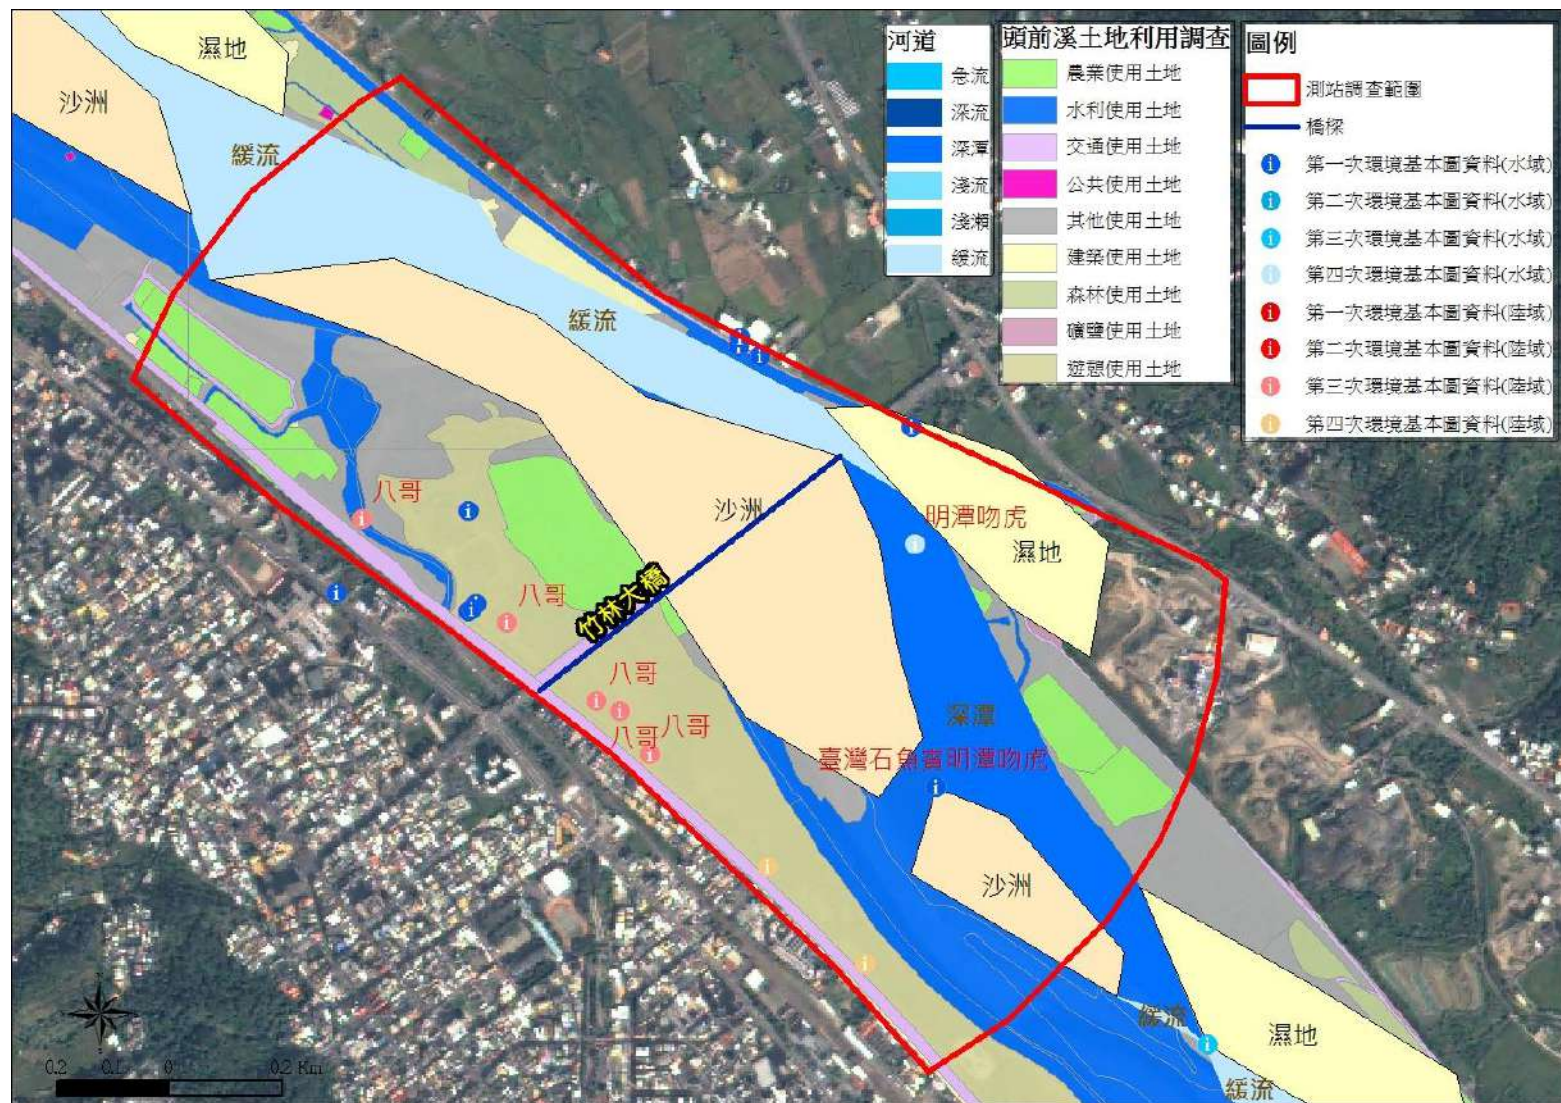 河道
急流
深流
深潭
淺流
淺瀨
緩流
頭前溪土地利用調查
農業使用土地
水利使用土地
交通使用土地
公共使用土地
其他使用土地
建築使用土地
森林使用土地
礦鹽使用土地
遊憩使用土地
圖例
測站調查範圍
橋樑
第一次環境基本圖資料(水域)
第二次環境基本圖資料(水域)
第三次環境基本圖資料(水域)
第四次環境基本圖資料(水域)
第一次環境基本圖資料(陸域)
第二次環境基本圖資料(陸域)
第三次環境基本圖資料(陸域)
第四次環境基本圖資料(陸域)
濕地
沙洲
緩流
緩流
八哥
沙洲
明潭吻虎
濕地
八哥
竹林大橋
八哥
八哥
八哥
深潭
臺灣石魚賓明潭吻虎
沙洲
緩流
濕地
緩流
0.2 0.1 0 0.2 Km